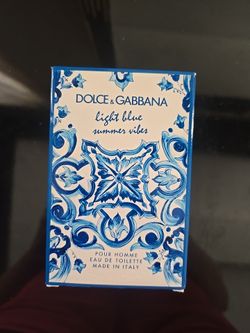 DOLCE & GABBANA
light blue
summer vibes
POUR HOMME
EAU DE TOILETTE
MADE IN ITALY